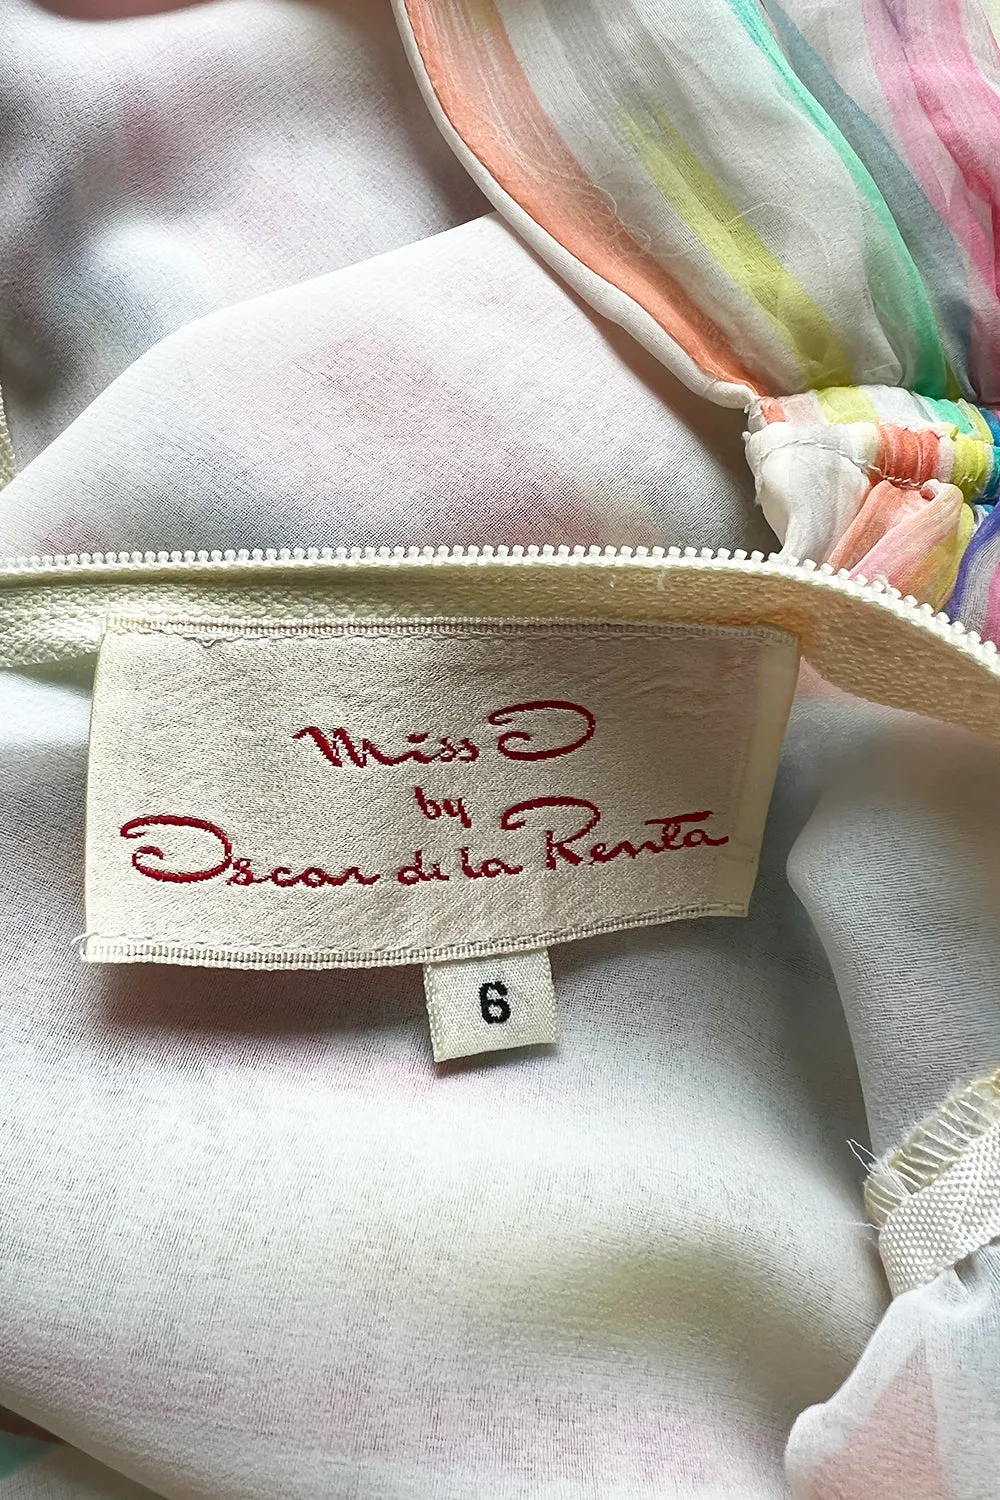 Miss O
by
Oscar de la Renta
6